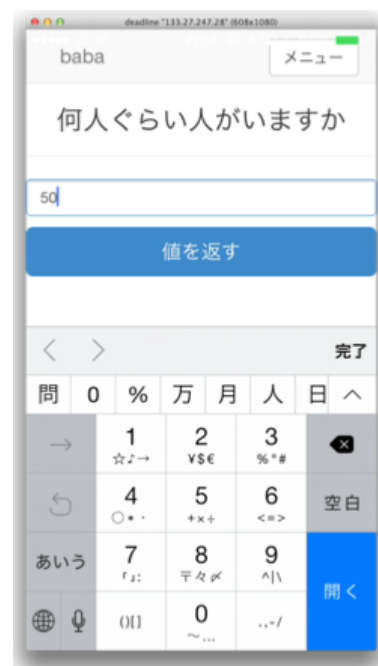 deadline "133.27.247.28" (608x1080)
baba メニュー
何人ぐらい人がいますか
50
値を返す
完了
問 0 % 万 月 人 日
→ 1 2 3
☆♪→ ¥$€ %°#
4 5 6 空白
○*・ +×÷ <=>
あいう 7 8 9
「」: 〒々〆 ^|\
開く
()[] 0 .,-/
~…